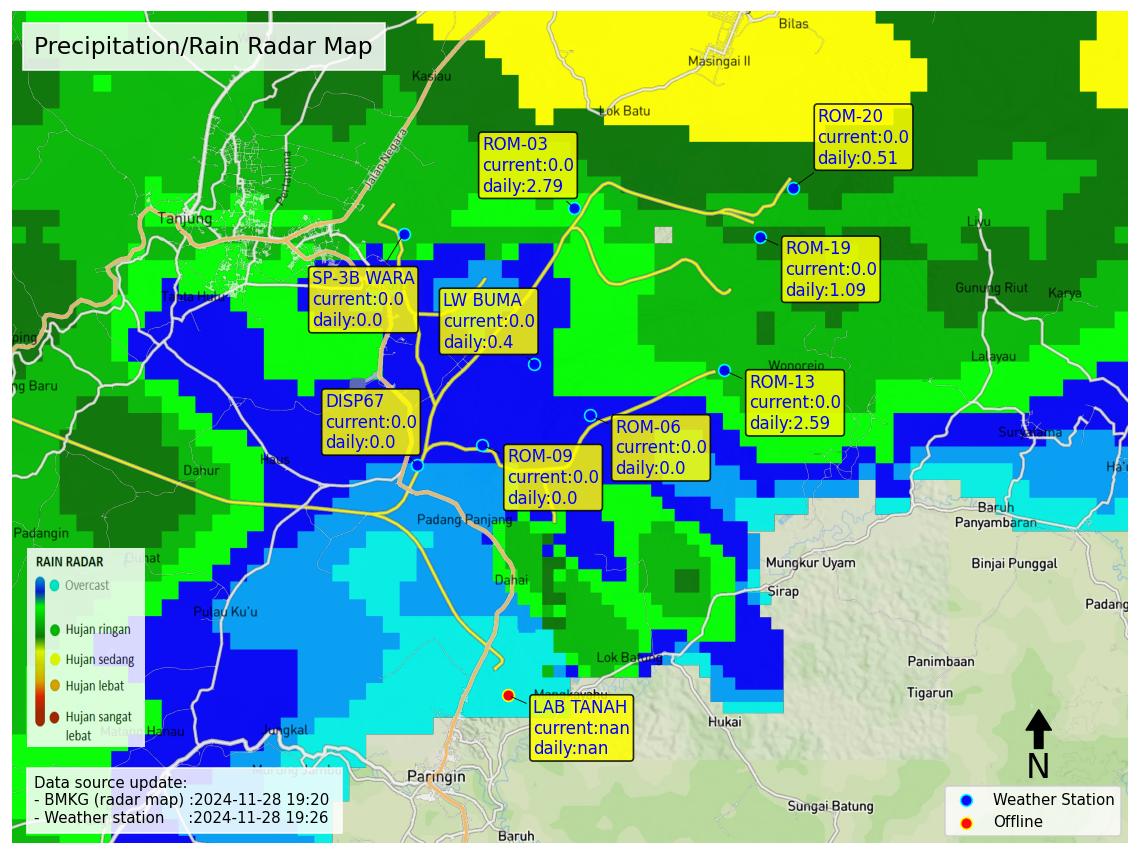 Precipitation/Rain Radar Map
Bilas
Masingai II
Kasiau
Lok Batu
Jalan Negara
Pertamina
Tanjung
Livu
Gunung Riut
Karya
Lalayau
Wonorejo
ng Baru
Dahur
Padangin
Padang Panjang
Dahai
Pulau Ku'u
Baruh
Panyambaran
Mungkur Uyam
Binjai Punggal
Sirap
Padang
Lok Batung
Panimbaan
Tigarun
Hukai
Jungkal
Paringin
Sungai Batung
Baruh
ROM-20
current:0.0
daily:0.51
ROM-03
current:0.0
daily:2.79
ROM-19
current:0.0
daily:1.09
SP-3B WARA
current:0.0
daily:0.0
LW BUMA
current:0.0
daily:0.4
ROM-13
current:0.0
daily:2.59
DISP67
current:0.0
daily:0.0
ROM-06
current:0.0
daily:0.0
ROM-09
current:0.0
daily:0.0
LAB TANAH
current:nan
daily:nan
RAIN RADAR
Overcast
Hujan ringan
Hujan sedang
Hujan lebat
Hujan sangat
lebat
Data source update:
- BMKG (radar map) :2024-11-28 19:20
- Weather station :2024-11-28 19:26
N
Weather Station
Offline